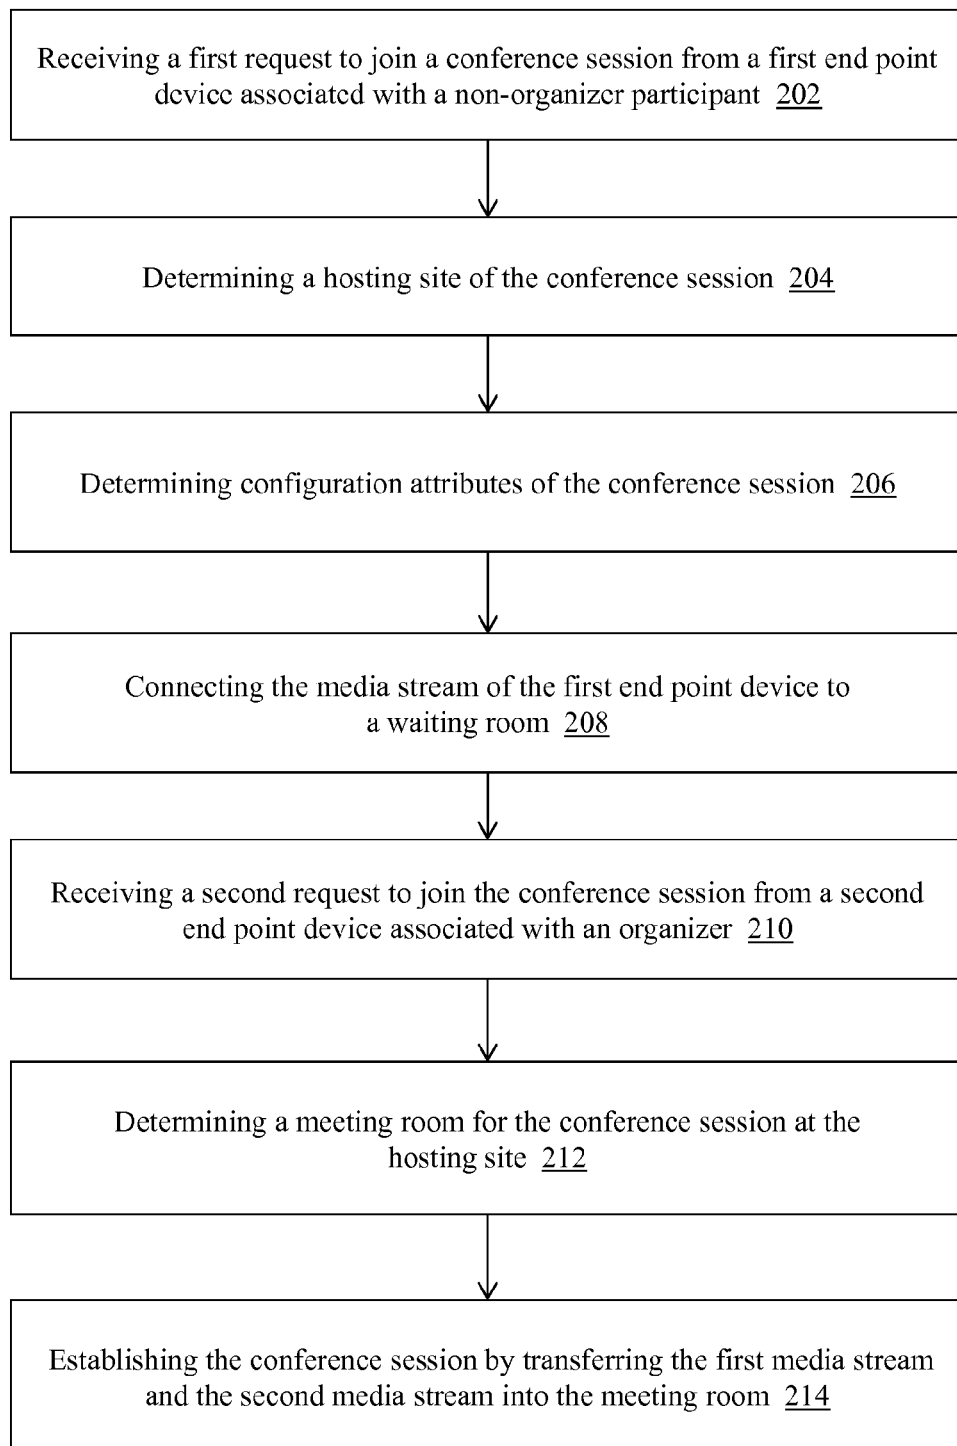 Receiving a first request to join a conference session from a first end point
device associated with a non-organizer participant 202
Determining a hosting site of the conference session 204
Determining configuration attributes of the conference session 206
Connecting the media stream of the first end point device to
a waiting room 208
Receiving a second request to join the conference session from a second
end point device associated with an organizer 210
Determining a meeting room for the conference session at the
hosting site 212
Establishing the conference session by transferring the first media stream
and the second media stream into the meeting room 214